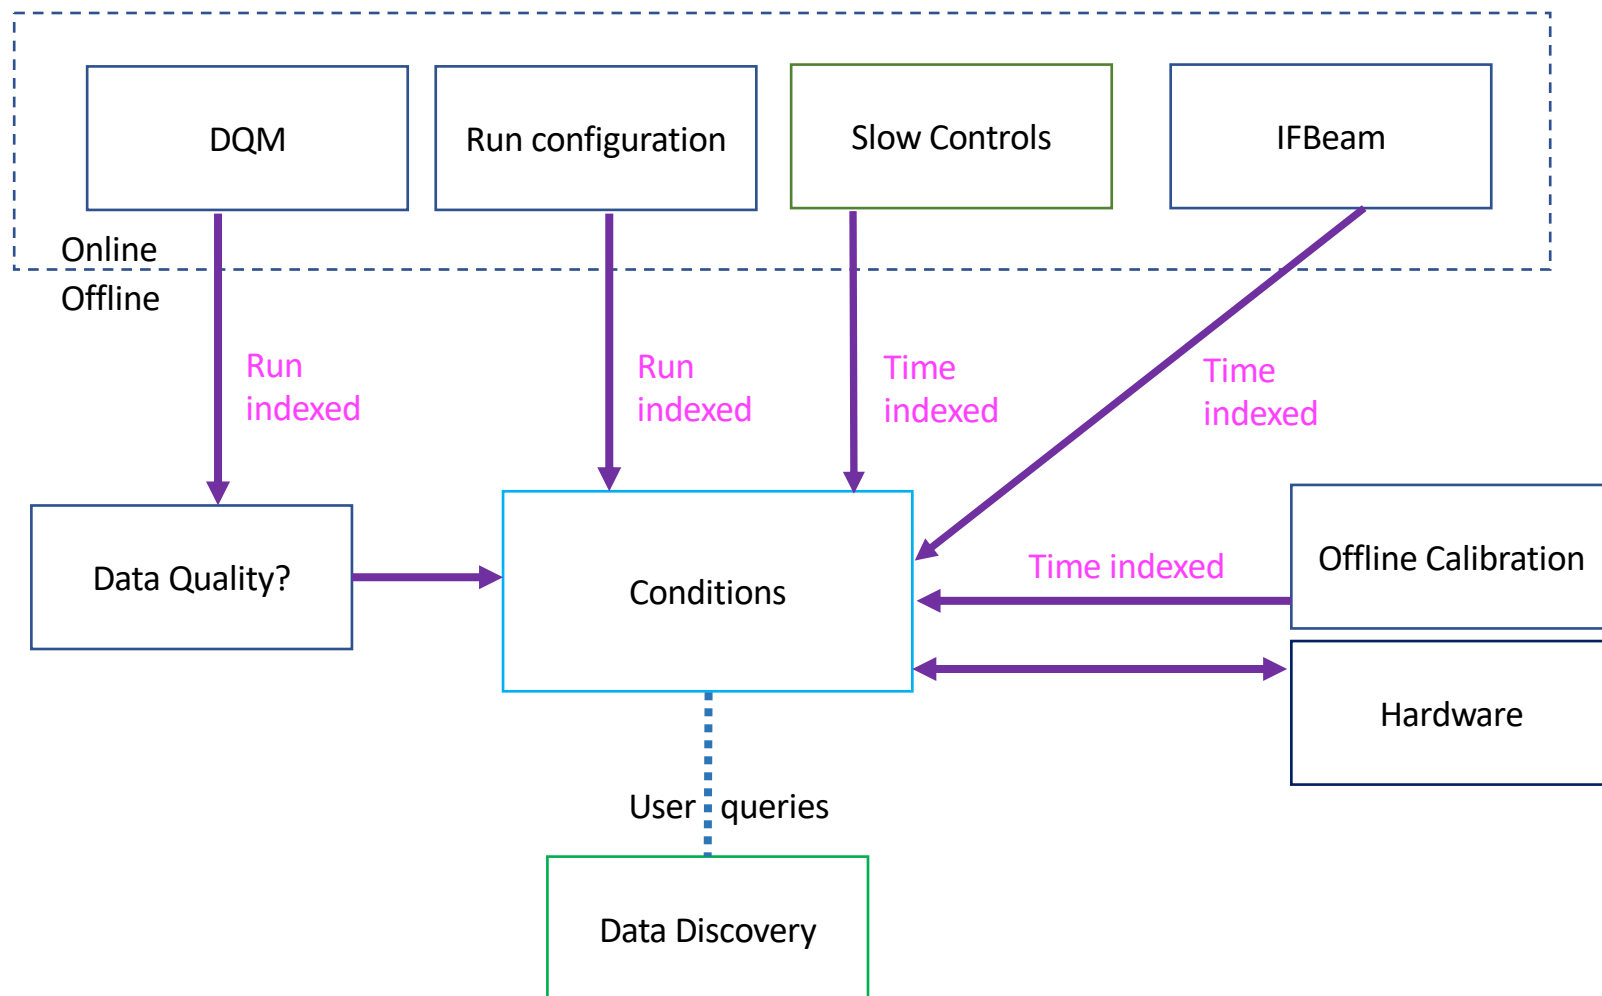 DQM
Run configuration
Slow Controls
IFBeam
Online
Offline
Run
indexed
Run
indexed
Time
indexed
Time
indexed
Data Quality?
Conditions
Time indexed
Offline Calibration
Hardware
User queries
Data Discovery